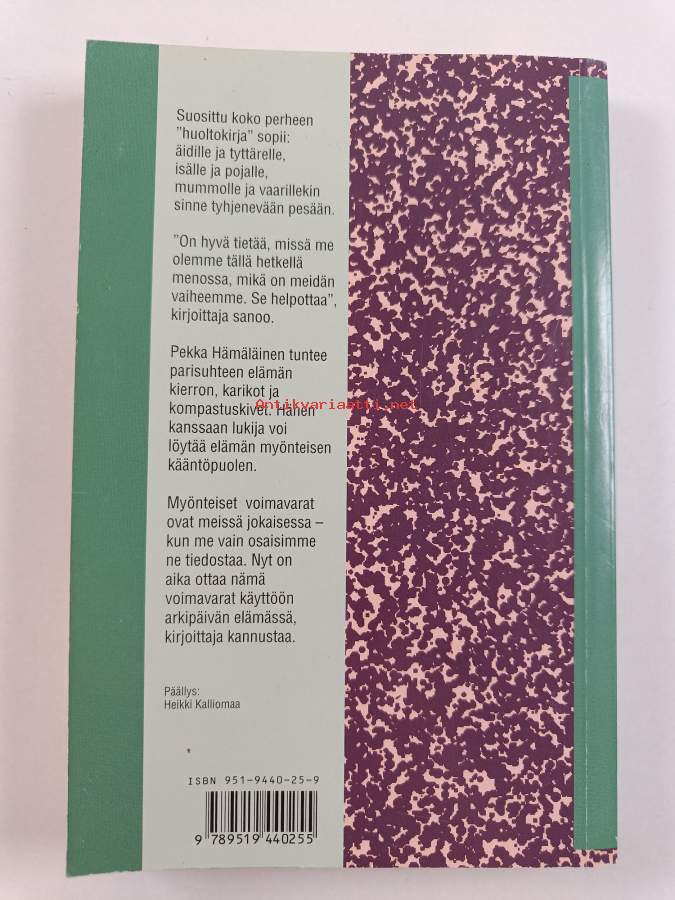 Suosittu koko perheen
”huoltokirja” sopii:
äidille ja tyttärelle,
isälle ja pojalle,
mummolle ja vaarillekin
sinne tyhjenevään pesään.
”On hyvä tietää, missä me
olemme tällä hetkellä
menossa, mikä on meidän
vaiheemme. Se helpottaa”,
kirjoittaja sanoo.
Pekka Hämäläinen tuntee
parisuhteen elämän
kierron, karikot ja
kompastuskivet. Hänen
Antikvariaatti.net
kanssaan lukija voi
löytää elämän myönteisen
kääntöpuolen.
Myönteiset voimavarat
ovat meissä jokaisessa –
kun me vain osaisimme
ne tiedostaa. Nyt on
aika ottaa nämä
voimavarat käyttöön
arkipäivän elämässä,
kirjoittaja kannustaa.
Päällys:
Heikki Kalliomaa
ISBN 951-9440-25-9
9 789519 440255